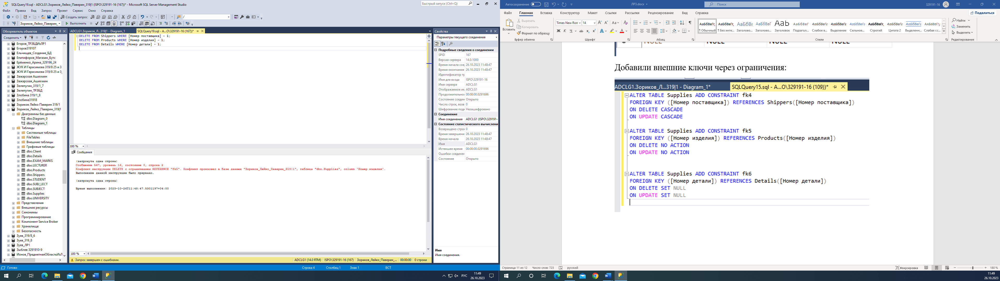 SQLQuery19.sql - ADCLG1.Зориков_Лейко_Паверин_319|1 (ISPO\329191-16 (167))* - Microsoft SQL Server Management Studio
Быстрый запуск (Ctrl+Q)
Файл Правка Вид Запрос Проект Сервис Окно Справка
Создать запрос
Зориков_Лейко_Паверин_ Выполнить
Обозреватель объектов
Соединить
Егоров_ТРЗБДИзЛР1
Егоров319107
Ельчищев_Создание_БД
Епитифоров_Магазин_Бутс
Ерёменко_Арина_329196_24
ЖУК И Герасимова 319/8 25 и 3
ЖУК И Герасимова 319/8 25 и 3_
Зажарская Ашихмин
Зажарская_Ашихмин
Зелепугин_319/1_7
Зелепугин_ТРЗБД
Злобина 319/1_8
Злобина31918
Зориков Лейко Паверин 319/1
Зориков_Лейко_Паверин_319|1
Диаграммы баз данных
dbo.Diagram_0
dbo.Diagram_1
Таблицы
Системные таблицы
FileTables
Внешние таблицы
Графовые таблицы
dbo.Client
dbo.Details
dbo.EXAM_MARKS
dbo.LECTURER
dbo.Products
dbo.Shippers
dbo.STUDENT
dbo.SUBJ_LECT
dbo.SUBJECT
dbo.Supplies
dbo.UNIVERSITY
Представления
Внешние ресурсы
Синонимы
Программирование
Компонент Service Broker
Хранилище
Безопасность
Зуев_319/8_6
Зуев_319_8
Зуев_ЛР1
Зыблев 3291910-9
Ионов_ПредметнаяОбластьИзЛ
ADCLG1.Зориков_Л...319|1 - Diagram_1 SQLQuery19.sql - A...O\329191-16 (167))*
DELETE FROM Shippers WHERE [Номер поставщика] = 1;
DELETE FROM Products WHERE [Номер изделия] = 1;
DELETE FROM Details WHERE [Номер детали] = 1;
100 %
Сообщения
(затронута одна строка)
Сообщение 547, уровень 16, состояние 0, строка 2
Конфликт инструкции DELETE с ограничением REFERENCE "fk5". Конфликт произошел в базе данных "Зориков_Лейко_Паверин_319|1", таблица "dbo.Supplies", column 'Номер изделия'.
Выполнение данной инструкции было прервано.
(затронута одна строка)
Время выполнения: 2023-10-26T11:48:47.5301197+04:00
100 %
Запрос завершен с ошибками. ADCLG1 (14.0 RTM) ISPO\329191-16 (167) Зориков_Лейко_Паверин_... 00:00:00 0 строки
Свойства
Параметры текущего соединения
Подробные сведения о соединении
SPID 167
Версия сервера 14.0.1000
Время начала сое 26.10.2023 11:48:47
Время окончания 26.10.2023 11:48:47
Идентификатор тр
Имя для входа ISPO\329191-16
Имя сервера ADCLG1
Отображаемое им ADCLG1
Продолжительнос 00:00:00.0291696
Состояние соедин Открыто
Число строк, возв 0
Шифрование подк Незашифровано
Соединение
Имя соединения ADCLG1 (ISPO\329191-
Состояние статистического вычислени
Возвращено строк 0
Время завершени 26.10.2023 11:48:47
Время начала 26.10.2023 11:48:47
Имя ADCLG1
Истекшее время 00:00:00.0291696
Ошибки соединен
Состояние Открыто
Имя
Имя соединения.
Готово Строка 4 Столбец 1 Знак 1 ВСТ
РУС 11:49
26.10.2023
Автосохранение ЛР3.docx Поиск 329191-16
Файл Главная Вставка Конструктор Макет Ссылки Рассылки Рецензирование Вид Справка Поделиться
Вставить Вырезать Копировать Формат по образцу
Times New Ron 14
АаБбВвГг, АаБбВвГг, АаБбВı АаБбВвГ АаЬ АаБбВвГ АаБбВвГг АаБбВвГг АаБбВвГг АаБбВвГг, АаБбВвГг АаБбВвГг АаБбВвГг,
¶ Обычный ¶ Без инте... Заголово... Заголово... Заголовок Подзагол... Слабое в... Выделение Сильное... Строгий Цитата 2 Выделенн... Слабая сс...
Найти
Заменить
Выделить
Буфер обмена Шрифт Абзац Стили Редактирование
NULL NULL NULL NULL
Добавили внешние ключи через ограничения:
ADCLG1.Зориков_Л...319|1 - Diagram_1* SQLQuery15.sql - A...O\329191-16 (109))*
ALTER TABLE Supplies ADD CONSTRAINT fk4
FOREIGN KEY ([Номер поставщика]) REFERENCES Shippers([Номер поставщика])
ON DELETE CASCADE
ON UPDATE CASCADE
ALTER TABLE Supplies ADD CONSTRAINT fk5
FOREIGN KEY ([Номер изделия]) REFERENCES Products([Номер изделия])
ON DELETE NO ACTION
ON UPDATE NO ACTION
ALTER TABLE Supplies ADD CONSTRAINT fk6
FOREIGN KEY ([Номер детали]) REFERENCES Details([Номер детали])
ON DELETE SET NULL
ON UPDATE SET NULL
Страница 11 из 12 Число слов: 723 русский Фокусировка 180 %
11:49
26.10.2023